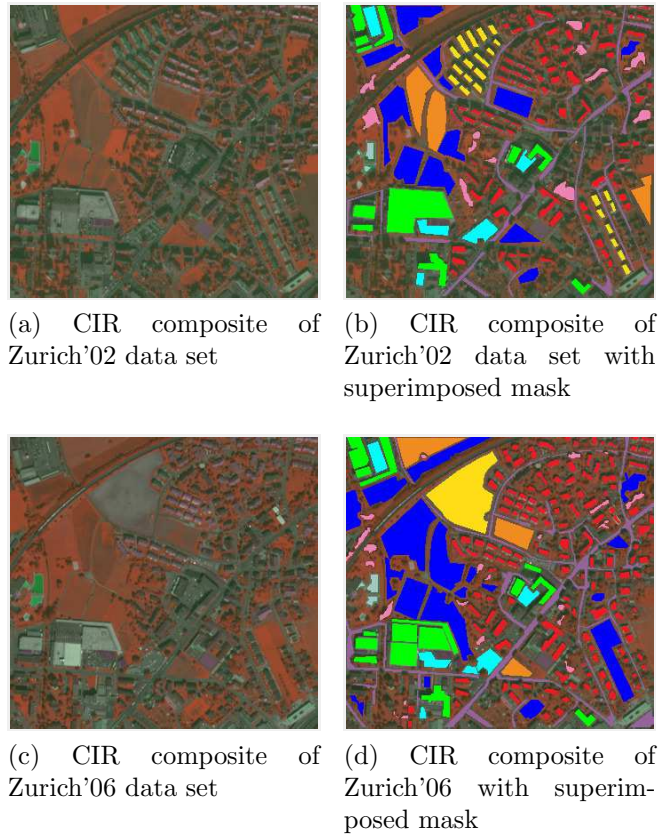 (a) CIR composite of
Zurich'02 data set
(b) CIR composite of
Zurich'02 data set with
superimposed mask
(c) CIR composite of
Zurich'06 data set
(d) CIR composite of
Zurich'06 with superim-
posed mask